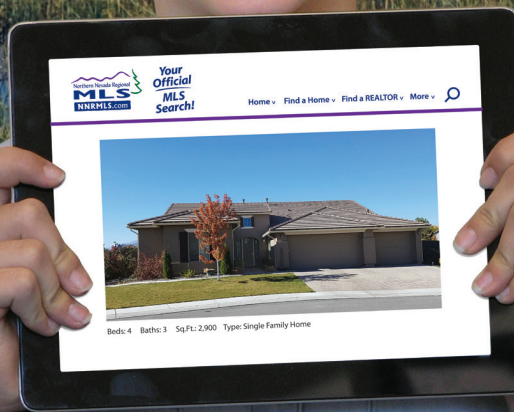 Northern Nevada Regional
MLS
NNRMLS.com
Your
Official
MLS
Search!
Home v Find a Home v Find a REALTOR v More v
Beds: 4 Baths: 3 Sq.Ft.: 2,900 Type: Single Family Home